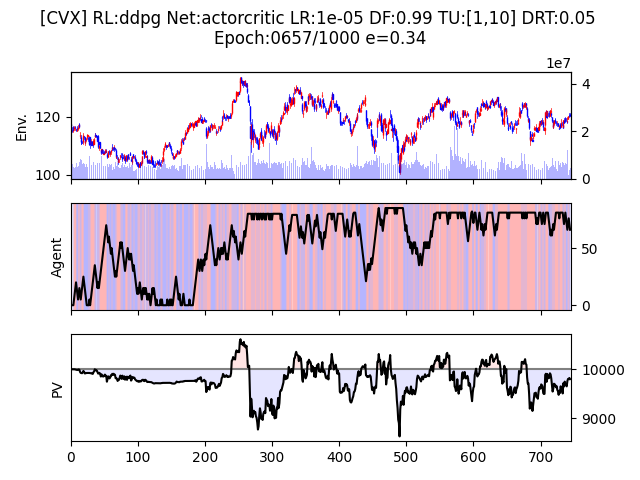 [CVX] RL:ddpg Net:actorcritic LR:1e-05 DF:0.99 TU:[1,10] DRT:0.05
Epoch:0657/1000 e=0.34
1e7
Env.
120
100
4
2
0
Agent
50
0
PV
10000
9000
0 100 200 300 400 500 600 700